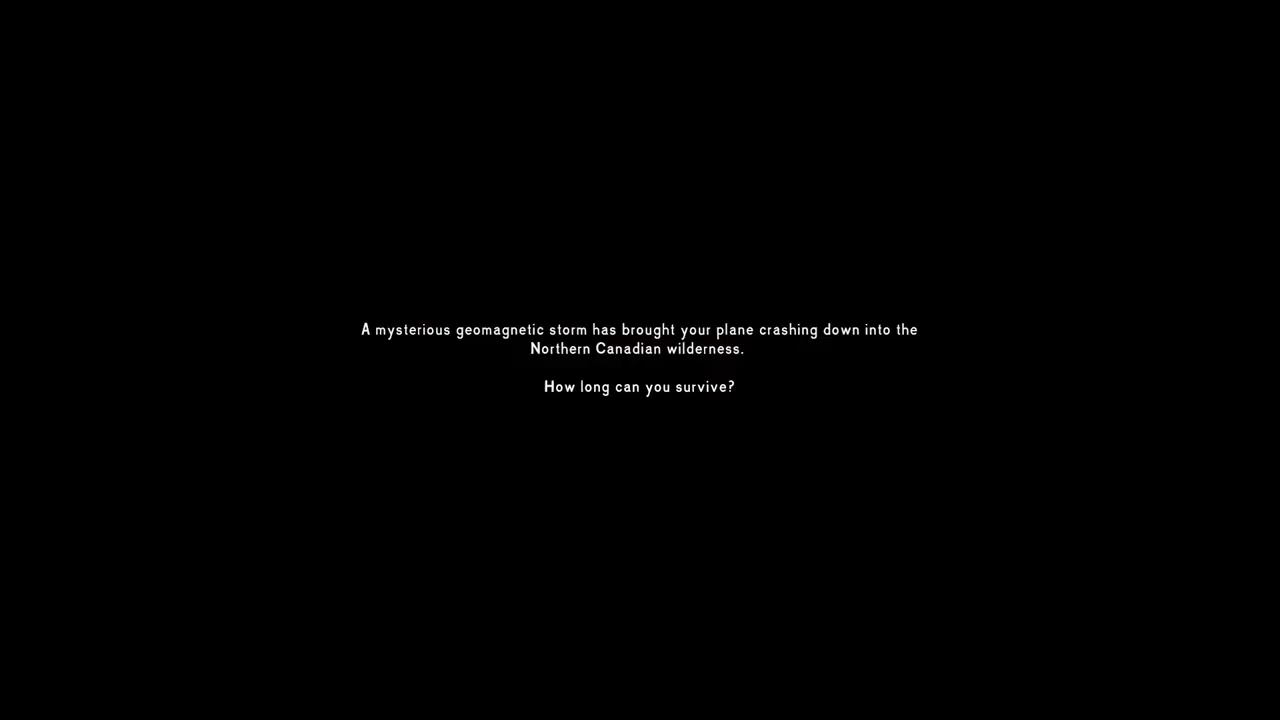 A mysterious geomagnetic storm has brought your plane crashing down into the
Northern Canadian wilderness.
How long can you survive?